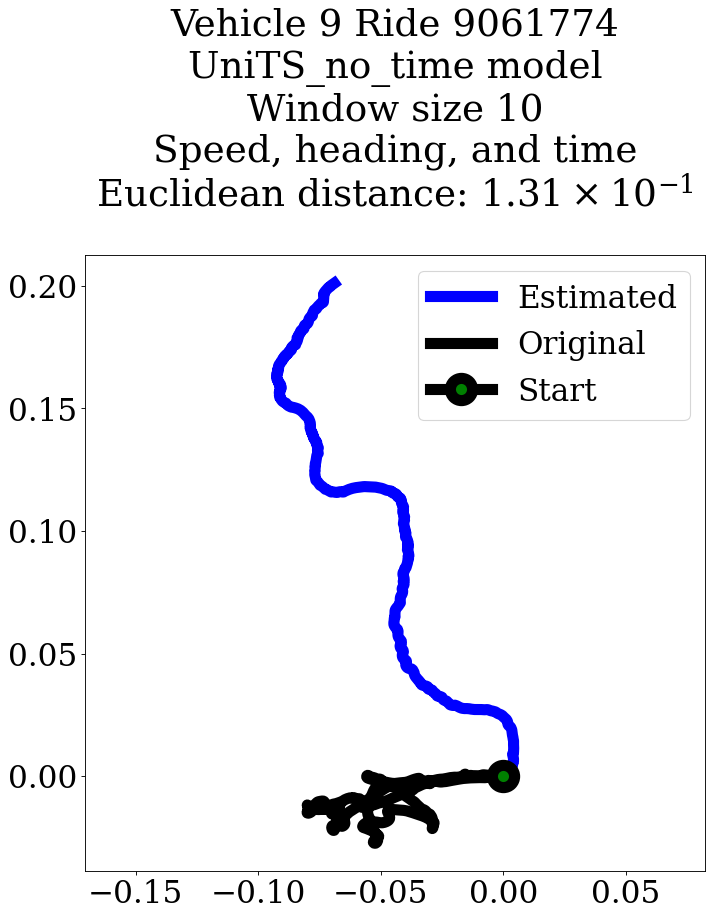 Vehicle 9 Ride 9061774
UniTS_no_time model
Window size 10
Speed, heading, and time
Euclidean distance: 1.31 × 10⁻¹
Estimated
Original
Start
0.20
0.15
0.10
0.05
0.00
−0.15 −0.10 −0.05 0.00 0.05